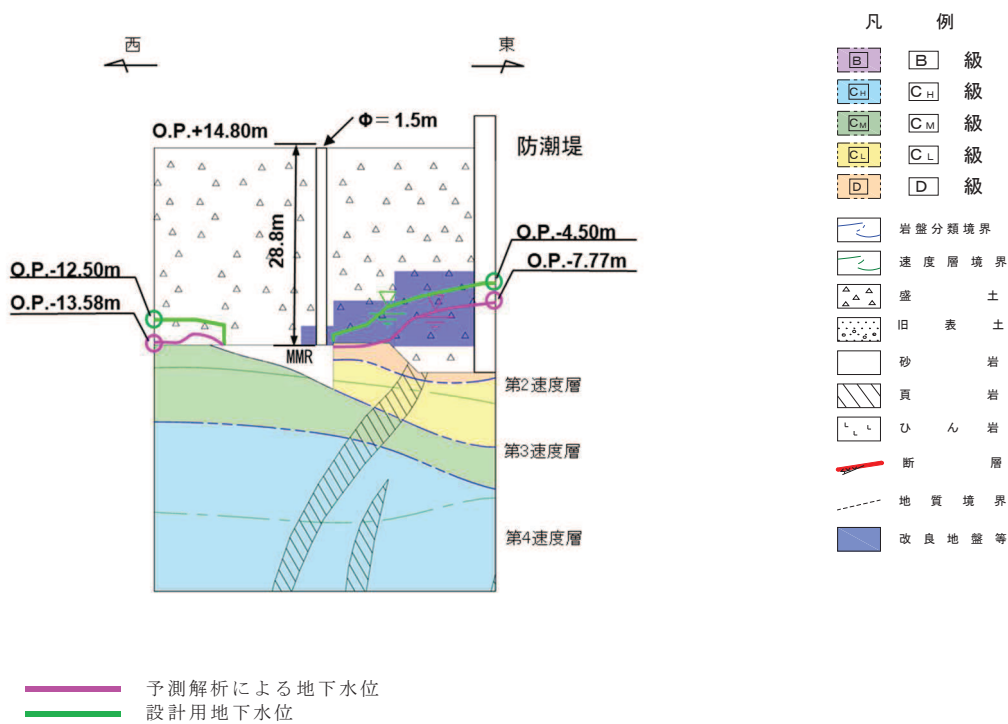 西
東
O.P.+14.80m
Φ＝ 1.5m
防潮堤
28.8m
O.P.-4.50m
O.P.-7.77m
O.P.-12.50m
O.P.-13.58m
MMR
第2速度層
第3速度層
第4速度層
凡 例
B B 級
CH CH 級
CM CM 級
CL CL 級
D D 級
岩盤分類境界
速度層境界
盛土
旧表土
砂岩
頁岩
ひん岩
断層
地質境界
改良地盤等
予測解析による地下水位
設計用地下水位